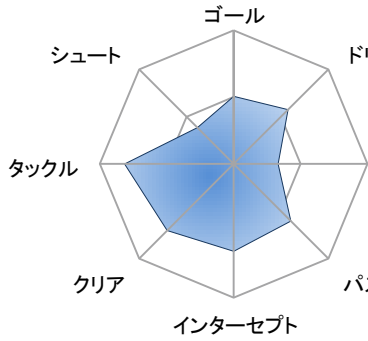 ゴール
シュート
タックル
クリア
インターセプト